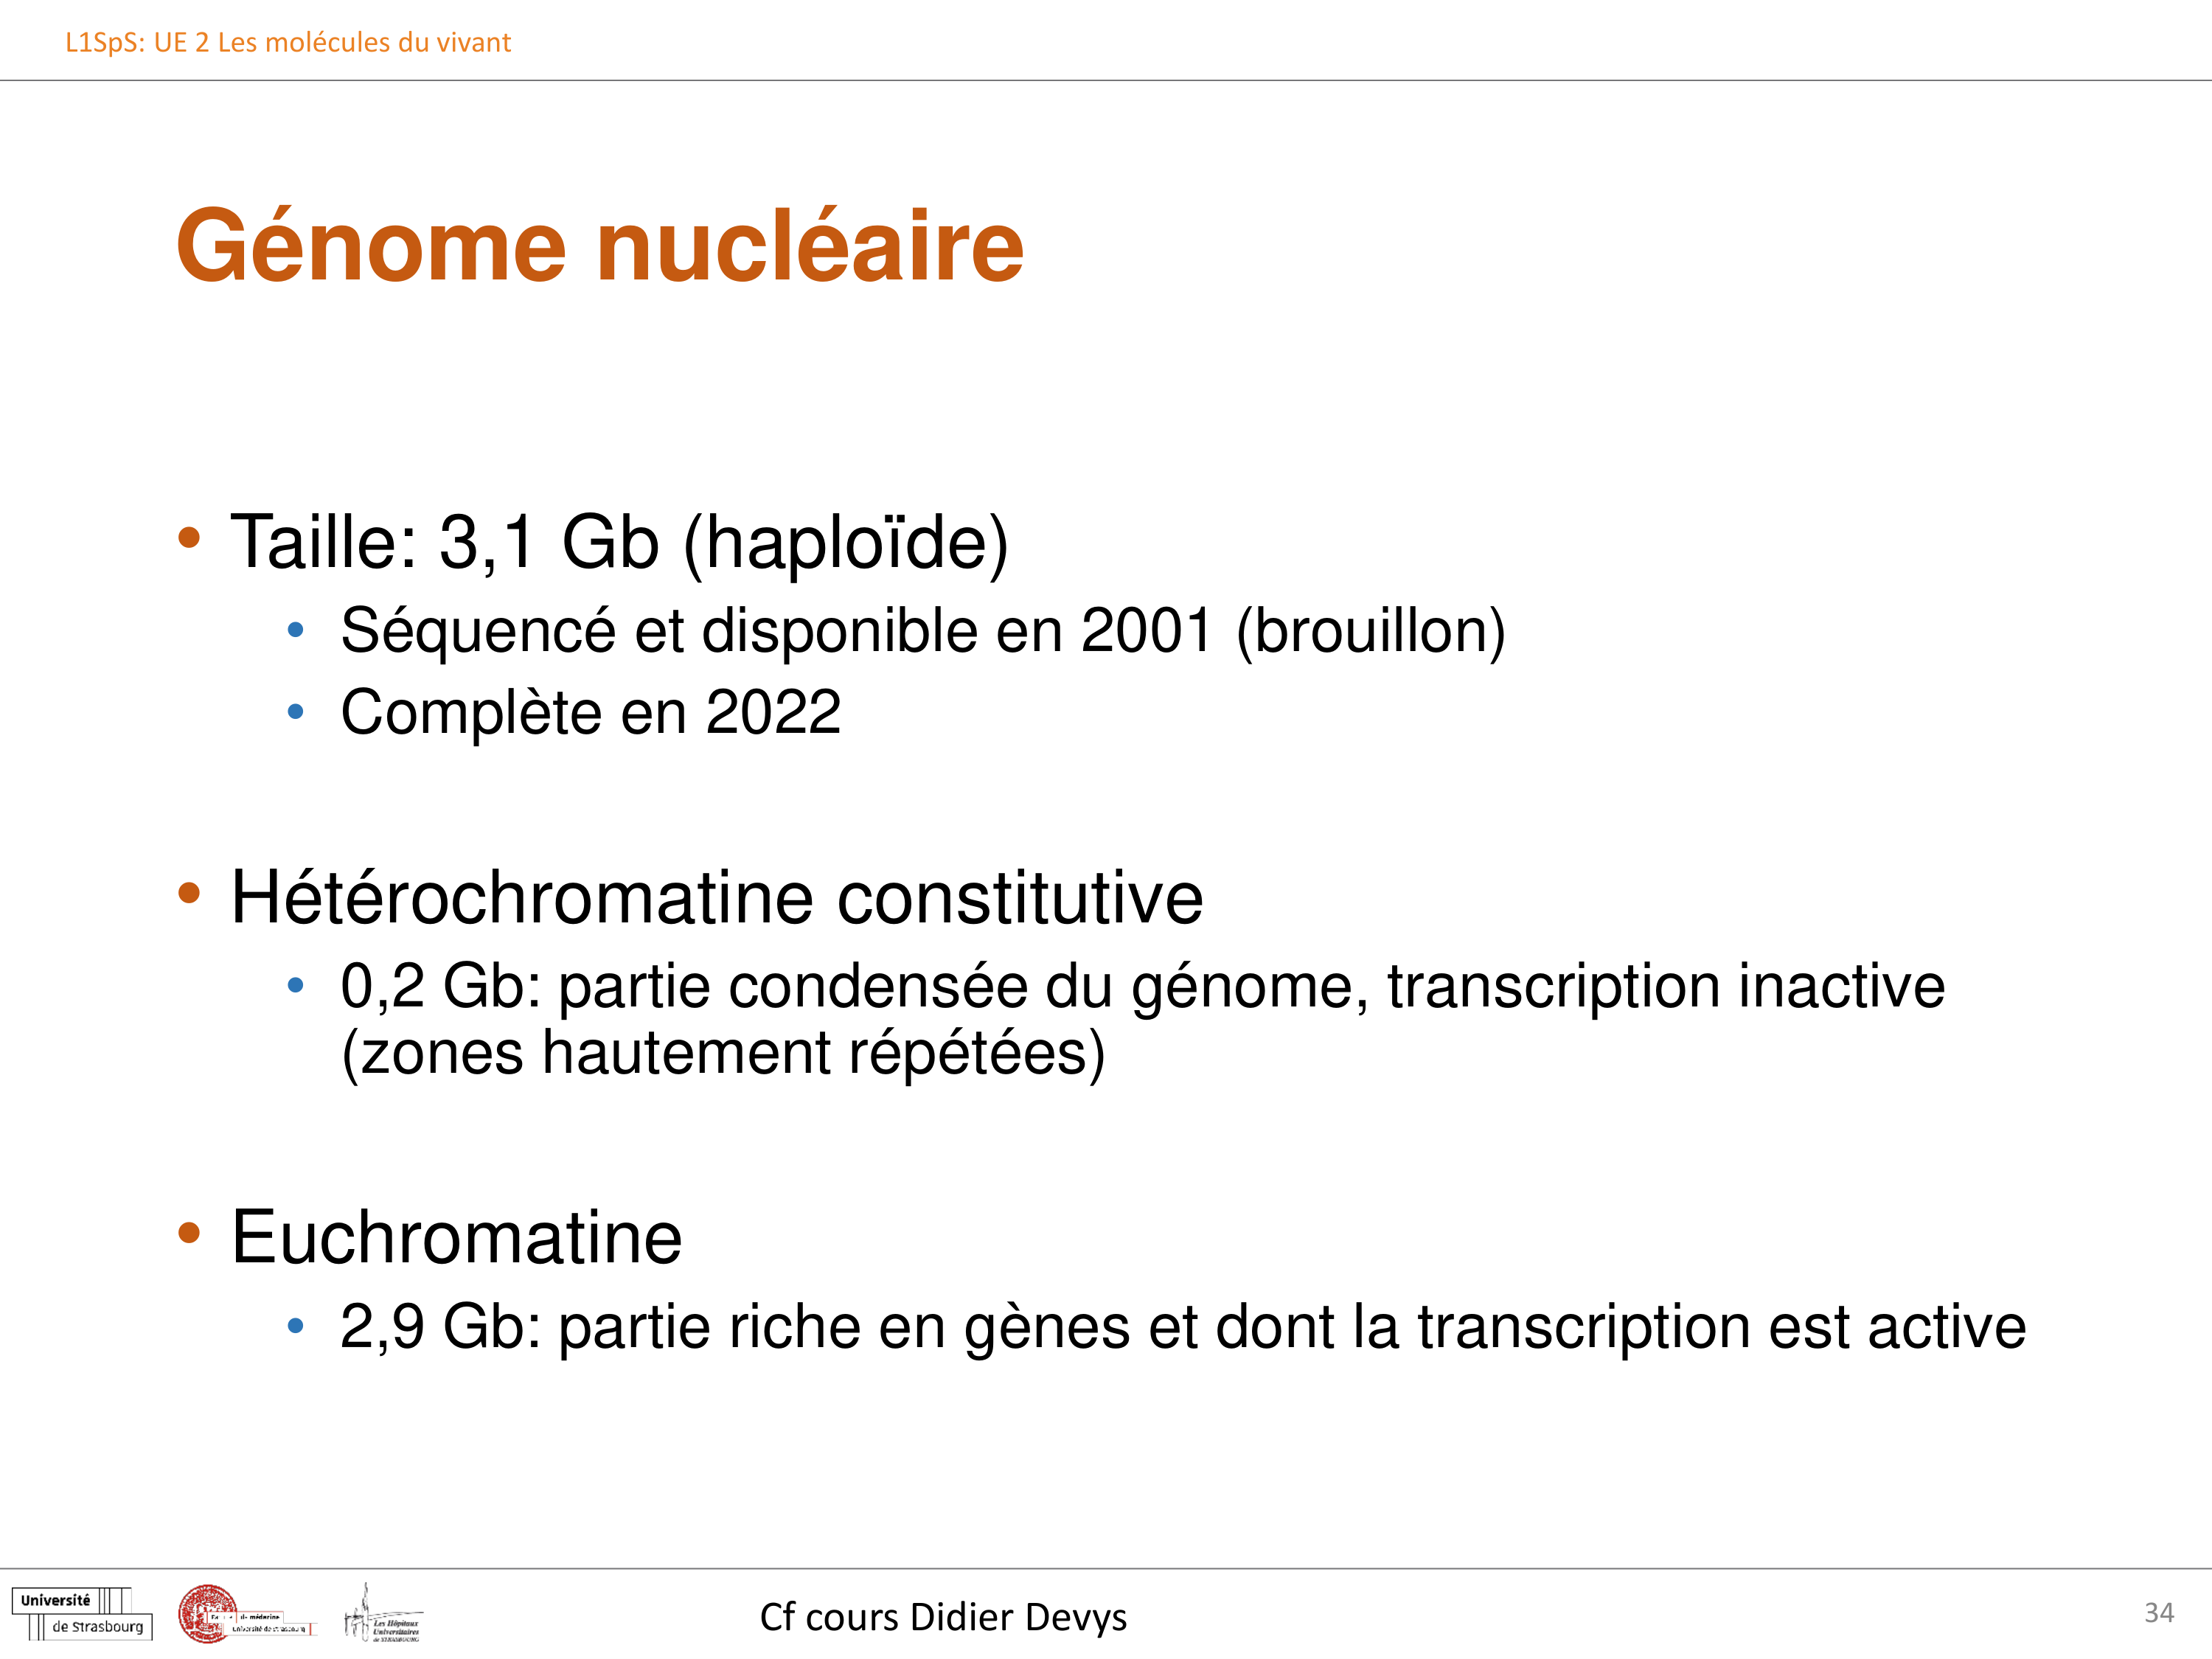 L1SpS: UE 2 Les molécules du vivant
Génome nucléaire
• Taille: 3,1 Gb (haploïde)
• Séquencé et disponible en 2001 (brouillon)
• Complète en 2022
• Hétérochromatine constitutive
• 0,2 Gb: partie condensée du génome, transcription inactive
(zones hautement répétées)
• Euchromatine
• 2,9 Gb: partie riche en gènes et dont la transcription est active
Université
de Strasbourg
de médecine
Université de Strasbourg
Les Hôpitaux
Universitaires
de STRASBOURG
Cf cours Didier Devys
34